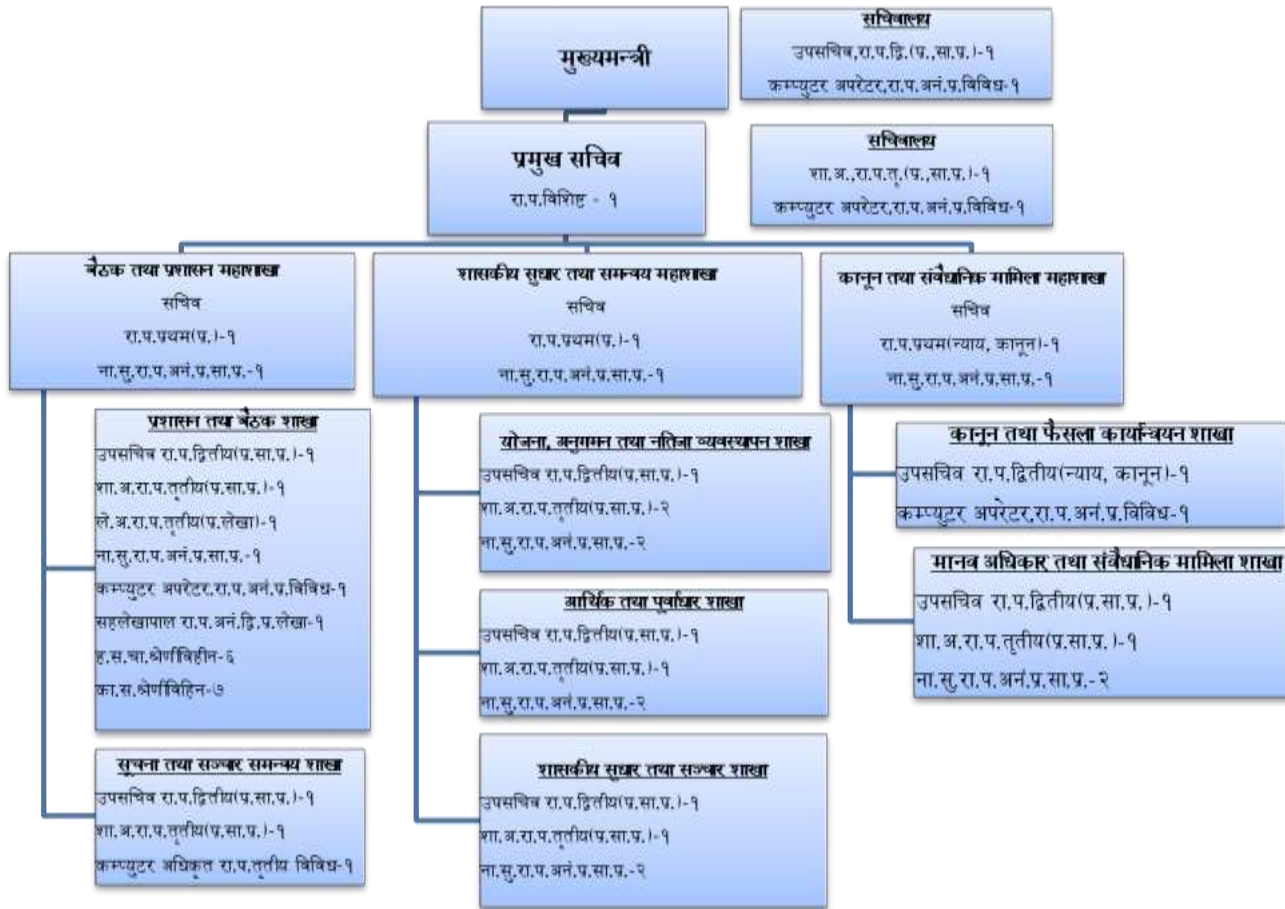 मुख्यमन्त्री
सचिवालय
उपसचिव,रा.प.द्वि.(प्र.,सा.प्र.)-१
कम्प्युटर अपरेटर,रा.प.अनं.प्र.विविध-१
प्रमुख सचिव
रा.प.विशिष्ट - १
सचिवालय
शा.अ.,रा.प.तृ.(प्र.,सा.प्र.)-१
कम्प्युटर अपरेटर,रा.प.अनं.प्र.विविध-१
बैठक तथा प्रशासन महाशाखा
सचिव
रा.प.प्रथम(प्र.)-१
ना.सु.रा.प.अनं.प्र.सा.प्र.-१
प्रशासन तथा बैठक शाखा
उपसचिव रा.प.द्वितीय(प्र.सा.प्र.)-१
शा.अ.रा.प.तृतीय(प्र.सा.प्र.)-१
ले.अ.रा.प.तृतीय(प्र.लेखा)-१
ना.सु.रा.प.अनं.प्र.सा.प्र.-१
कम्प्युटर अपरेटर,रा.प.अनं.प्र.विविध-१
सहलेखापाल रा.प.अनं.द्वि.प्र.लेखा-१
ह.स.चा.श्रेणीविहीन-६
का.स.श्रेणीविहिन-७
सूचना तथा सञ्चार समन्वय शाखा
उपसचिव रा.प.द्वितीय(प्र.सा.प्र.)-१
शा.अ.रा.प.तृतीय(प्र.सा.प्र.)-१
कम्प्युटर अधिकृत रा.प.तृतीय विविध-१
शासकीय सुधार तथा समन्वय महाशाखा
सचिव
रा.प.प्रथम(प्र.)-१
ना.सु.रा.प.अनं.प्र.सा.प्र.-१
योजना, अनुगमन तथा नतिजा व्यवस्थापन शाखा
उपसचिव रा.प.द्वितीय(प्र.सा.प्र.)-१
शा.अ.रा.प.तृतीय(प्र.सा.प्र.)-२
ना.सु.रा.प.अनं.प्र.सा.प्र.-२
आर्थिक तथा पूर्वाधार शाखा
उपसचिव रा.प.द्वितीय(प्र.सा.प्र.)-१
शा.अ.रा.प.तृतीय(प्र.सा.प्र.)-१
ना.सु.रा.प.अनं.प्र.सा.प्र.-२
शासकीय सुधार तथा सञ्चार शाखा
उपसचिव रा.प.द्वितीय(प्र.सा.प्र.)-१
शा.अ.रा.प.तृतीय(प्र.सा.प्र.)-१
ना.सु.रा.प.अनं.प्र.सा.प्र.-२
कानून तथा संवैधानिक मामिला महाशाखा
सचिव
रा.प.प्रथम(न्याय, कानून)-१
ना.सु.रा.प.अनं.प्र.सा.प्र.-१
कानून तथा फैसला कार्यान्वयन शाखा
उपसचिव रा.प.द्वितीय(न्याय, कानून)-१
कम्प्युटर अपरेटर,रा.प.अनं.प्र.विविध-१
मानव अधिकार तथा संवैधानिक मामिला शाखा
उपसचिव रा.प.द्वितीय(प्र.सा.प्र.)-१
शा.अ.रा.प.तृतीय(प्र.सा.प्र.)-१
ना.सु.रा.प.अनं.प्र.सा.प्र.-२